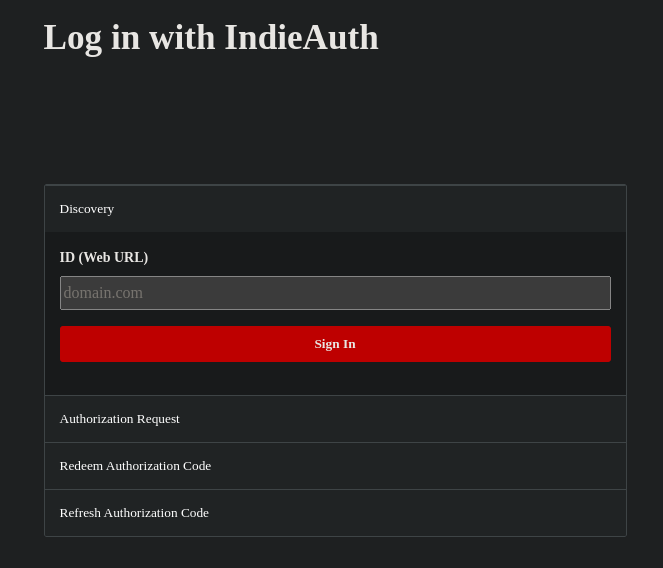 Log in with IndieAuth
Discovery
ID (Web URL)
domain.com
Sign In
Authorization Request
Redeem Authorization Code
Refresh Authorization Code